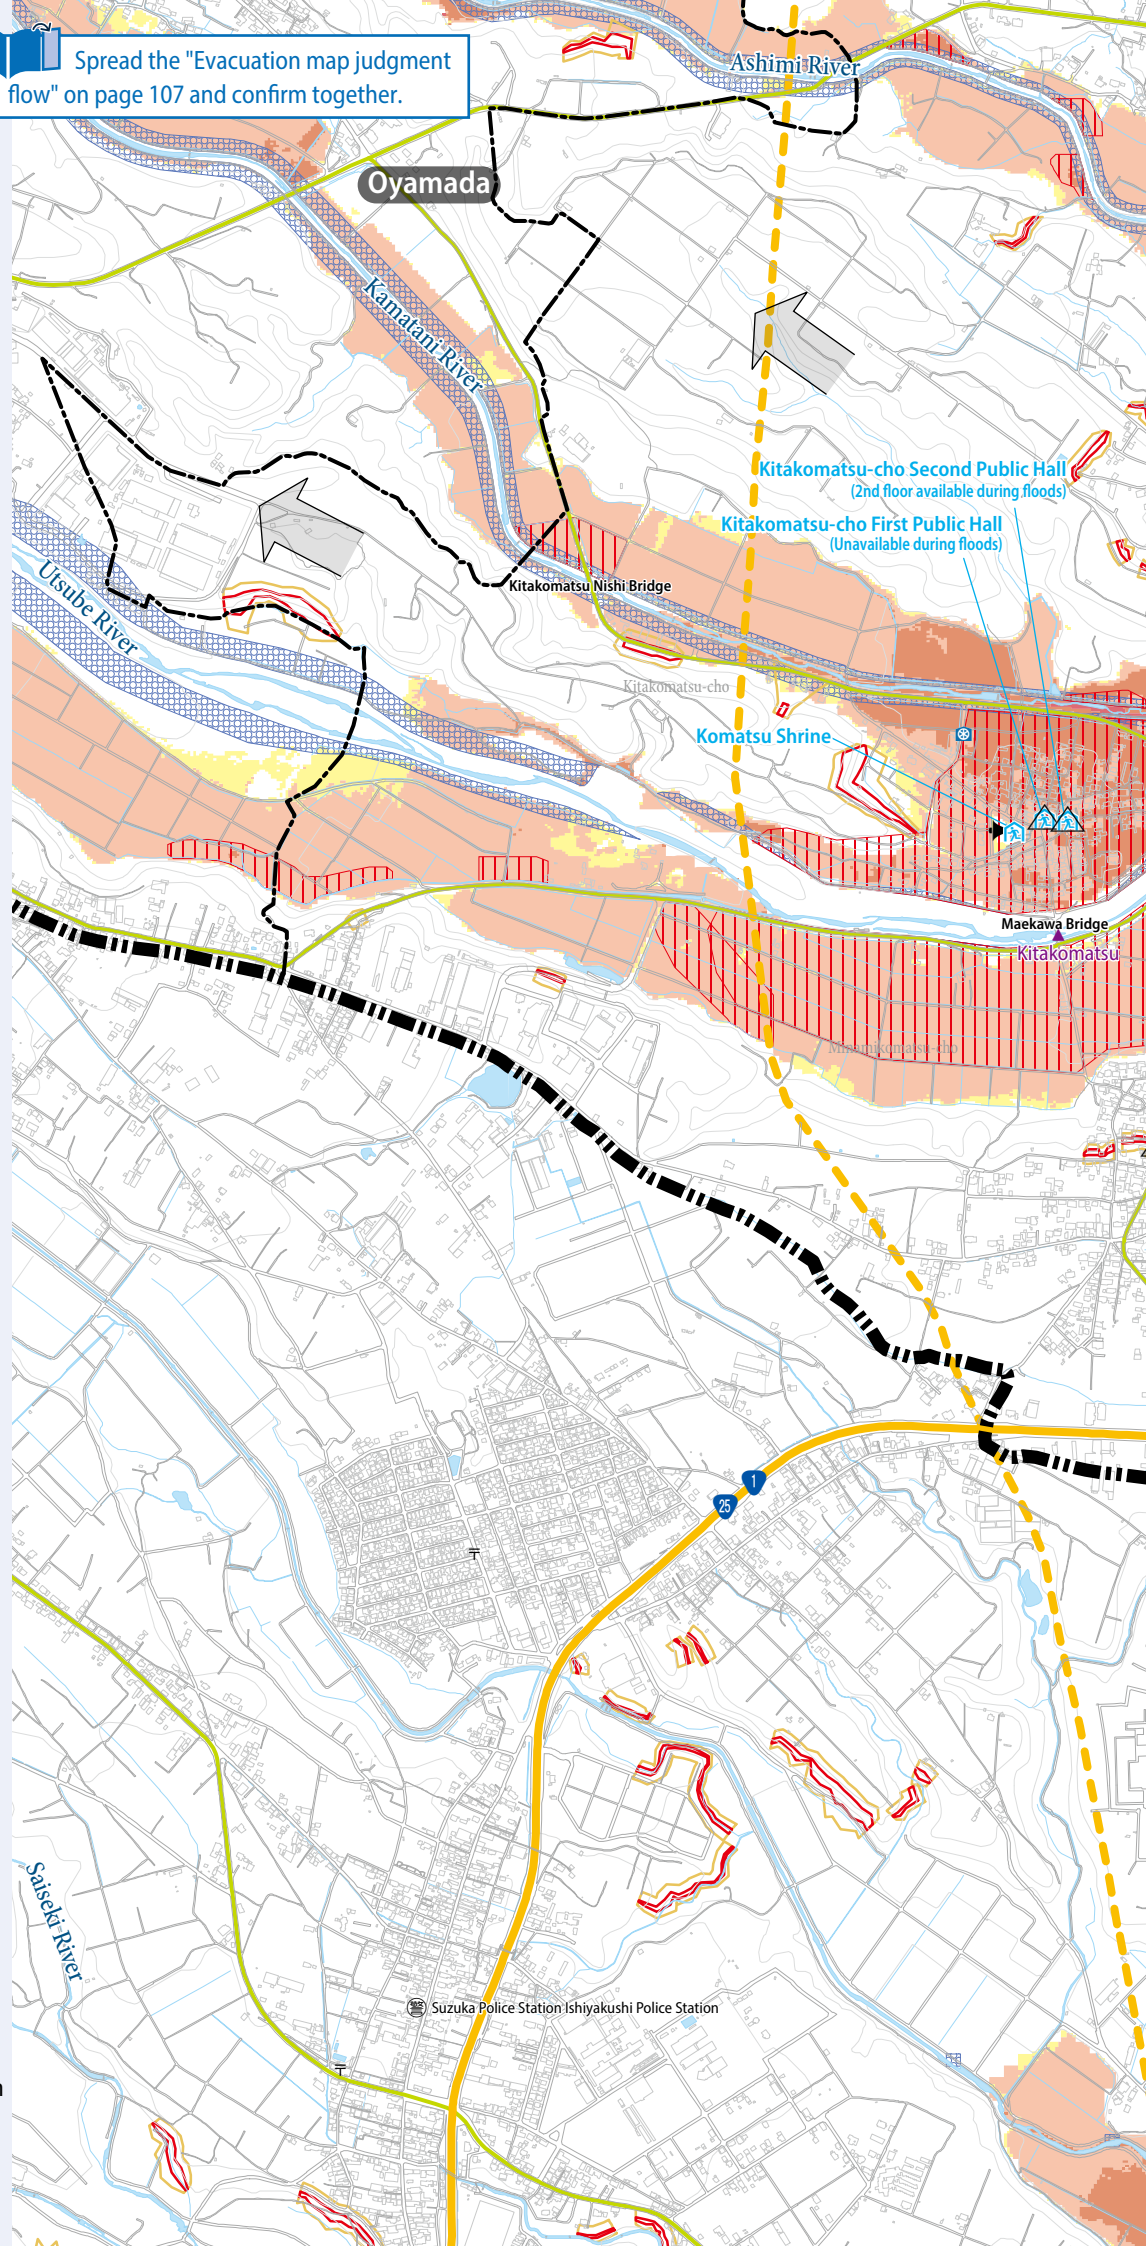 Spread the "Evacuation map judgment
flow" on page 107 and confirm together.
Ashimi River
Oyamada
Kamatani River
Kitakomatsu-cho Second Public Hall
(2nd floor available during floods)
Kitakomatsu-cho First Public Hall
(Unavailable during floods)
Utsube River
Kitakomatsu Nishi Bridge
Kitakomatsu-cho
Komatsu Shrine
Maekawa Bridge
Kitakomatsu
Minamikomatsu-cho
1
25
〒
Saiseki River
Suzuka Police Station Ishiyakushi Police Station
〒